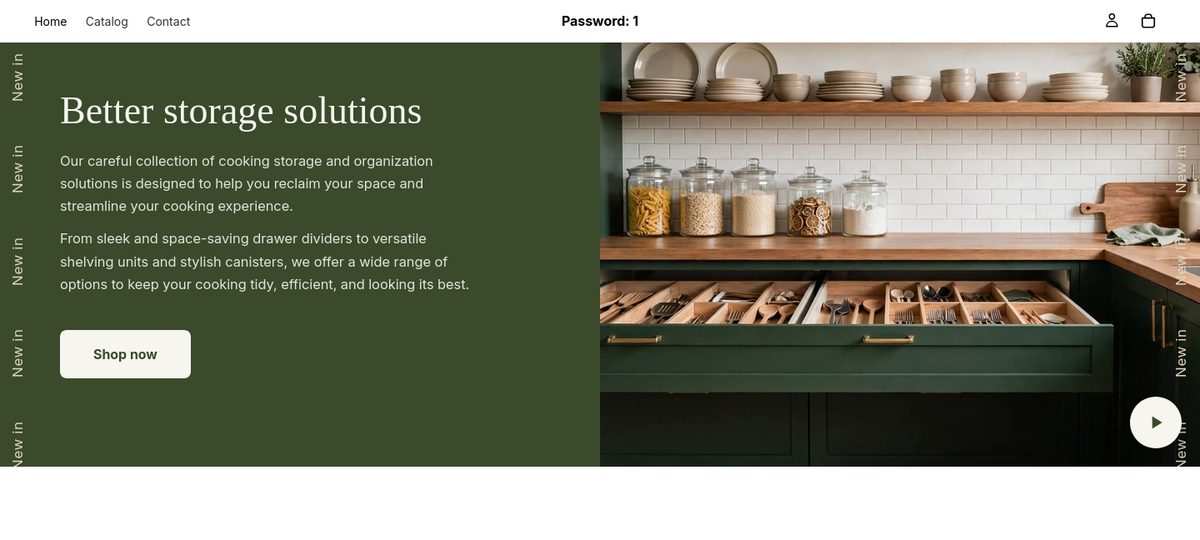 Home Catalog Contact
Password: 1
New in
New in
New in
New in
New in
Better storage solutions
Our careful collection of cooking storage and organization
solutions is designed to help you reclaim your space and
streamline your cooking experience.
From sleek and space-saving drawer dividers to versatile
shelving units and stylish canisters, we offer a wide range of
options to keep your cooking tidy, efficient, and looking its best.
Shop now
New in
New in
New in
New in
New in